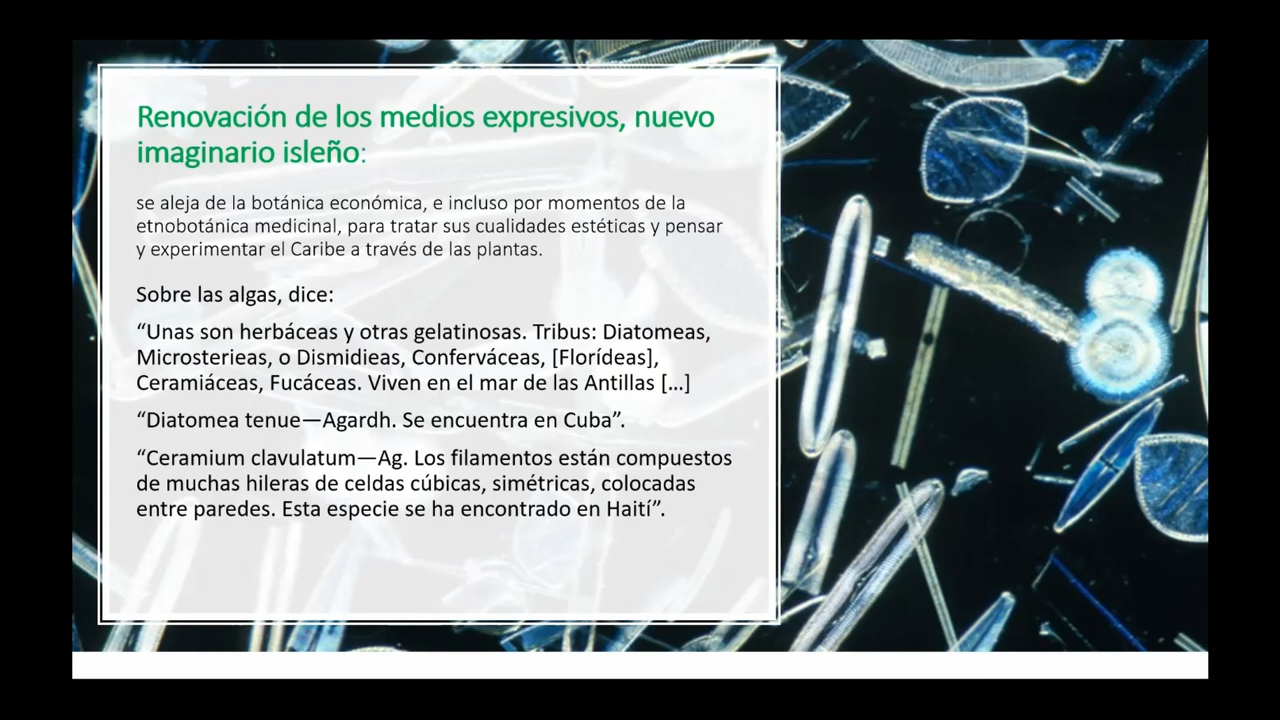 Renovación de los medios expresivos, nuevo
imaginario isleño:
se aleja de la botánica económica, e incluso por momentos de la
etnobotánica medicinal, para tratar sus cualidades estéticas y pensar
y experimentar el Caribe a través de las plantas.
Sobre las algas, dice:
“Unas son herbáceas y otras gelatinosas. Tribus: Diatomeas,
Microsterieas, o Dismidieas, Conferváceas, [Florídeas],
Ceramiáceas, Fucáceas. Viven en el mar de las Antillas […]
“Diatomea tenue—Agardh. Se encuentra en Cuba”.
“Ceramium clavulatum—Ag. Los filamentos están compuestos
de muchas hileras de celdas cúbicas, simétricas, colocadas
entre paredes. Esta especie se ha encontrado en Haití”.